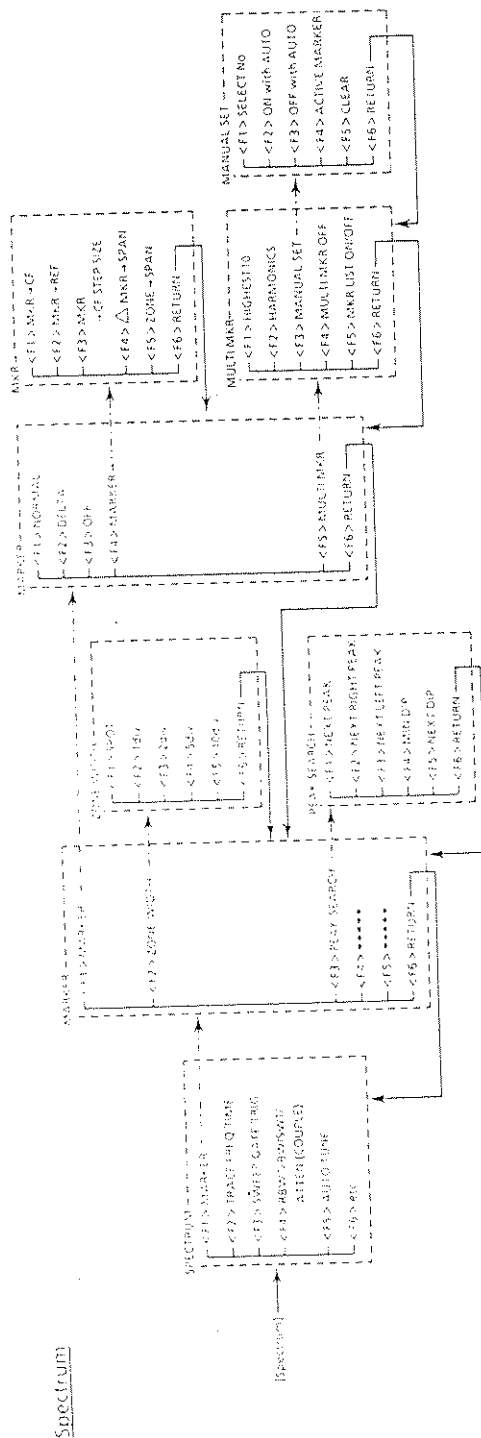 Spectrum
[Spectrum]
SPECTRUM
<F1> MARKER
<F2> TRACE FREQ TIME
<F3> SWEEP GATE TRIG
<F4> RBW VBW SWP
ATTEN (COUPLE)
<F5> AUTO TUNE
<F6> etc
MARKER
<F1> MARKER
<F2> ZONE WIDTH
<F3> PEAK SEARCH
<F4> *****
<F5> *****
<F6> RETURN
ZONE WIDTH
<F1> SPOT
<F2> 1div
<F3> 2div
<F4> 5div
<F5> 10div
<F6> RETURN
PEAK SEARCH
<F1> NEXT PEAK
<F2> NEXT RIGHT PEAK
<F3> NEXT LEFT PEAK
<F4> MIN DIP
<F5> NEXT DIP
<F6> RETURN
MARKER
<F1> NORMAL
<F2> DELTA
<F3> OFF
<F4> MARKER
<F5> MULTI MKR
<F6> RETURN
MKR
<F1> MKR→CF
<F2> MKR→REF
<F3> MKR
→CF STEP SIZE
<F4> △ MKR→SPAN
<F5> ZONE→SPAN
<F6> RETURN
MULTI MKR
<F1> HIGHEST 10
<F2> HARMONICS
<F3> MANUAL SET
<F4> MULTI MKR OFF
<F5> MKR LIST ON/OFF
<F6> RETURN
MANUAL SET
<F1> SELECT No
<F2> ON with AUTO
<F3> OFF with AUTO
<F4> ACTIVE MARKER
<F5> CLEAR
<F6> RETURN